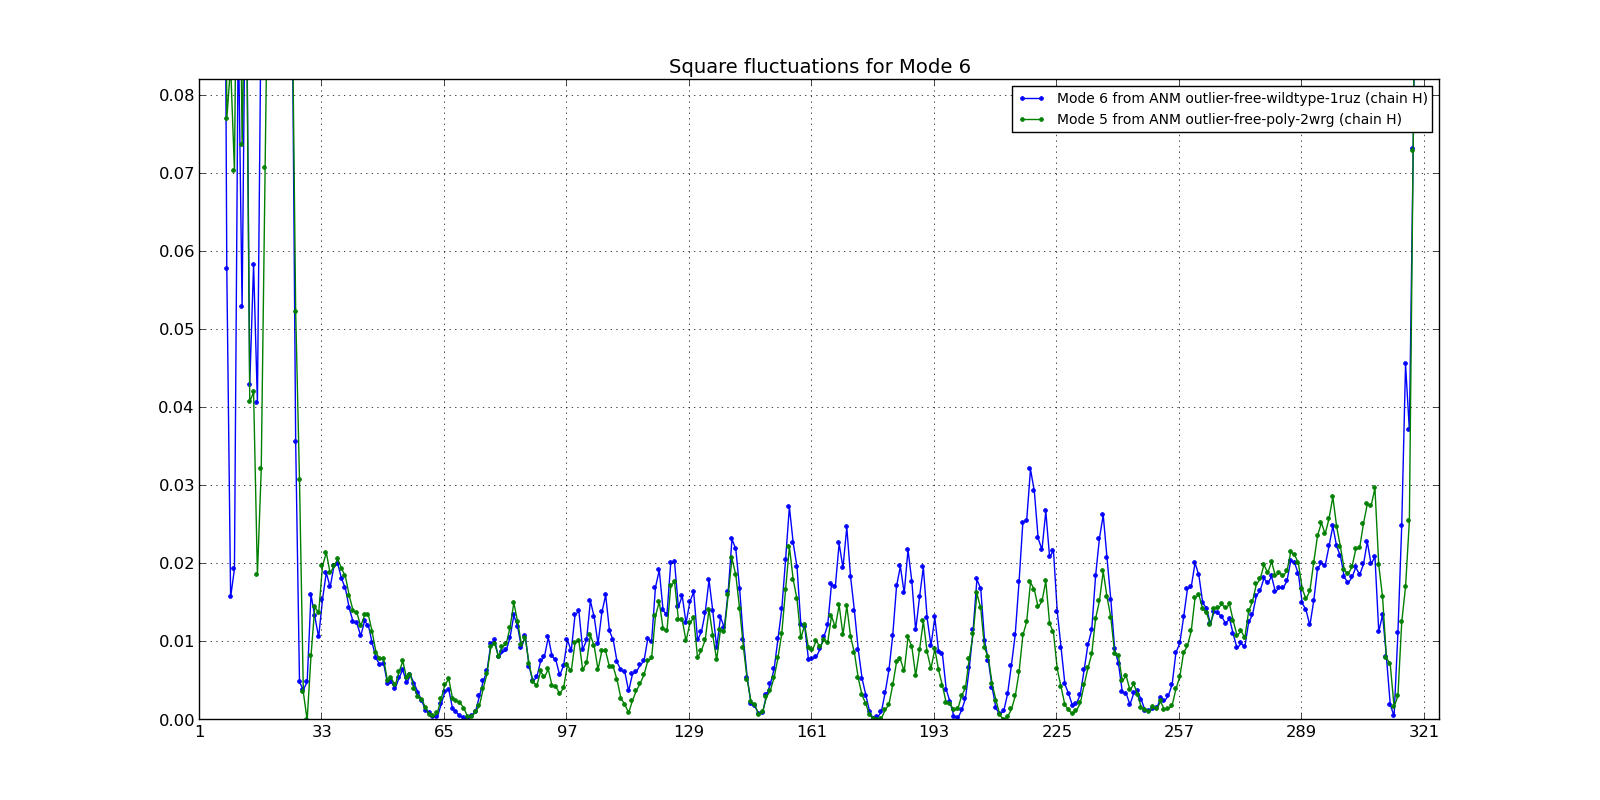 Square fluctuations for Mode 6
Mode 6 from ANM outlier-free-wildtype-1ruz (chain H)
Mode 5 from ANM outlier-free-poly-2wrg (chain H)
0.08
0.07
0.06
0.05
0.04
0.03
0.02
0.01
0.00
1 33 65 97 129 161 193 225 257 289 321